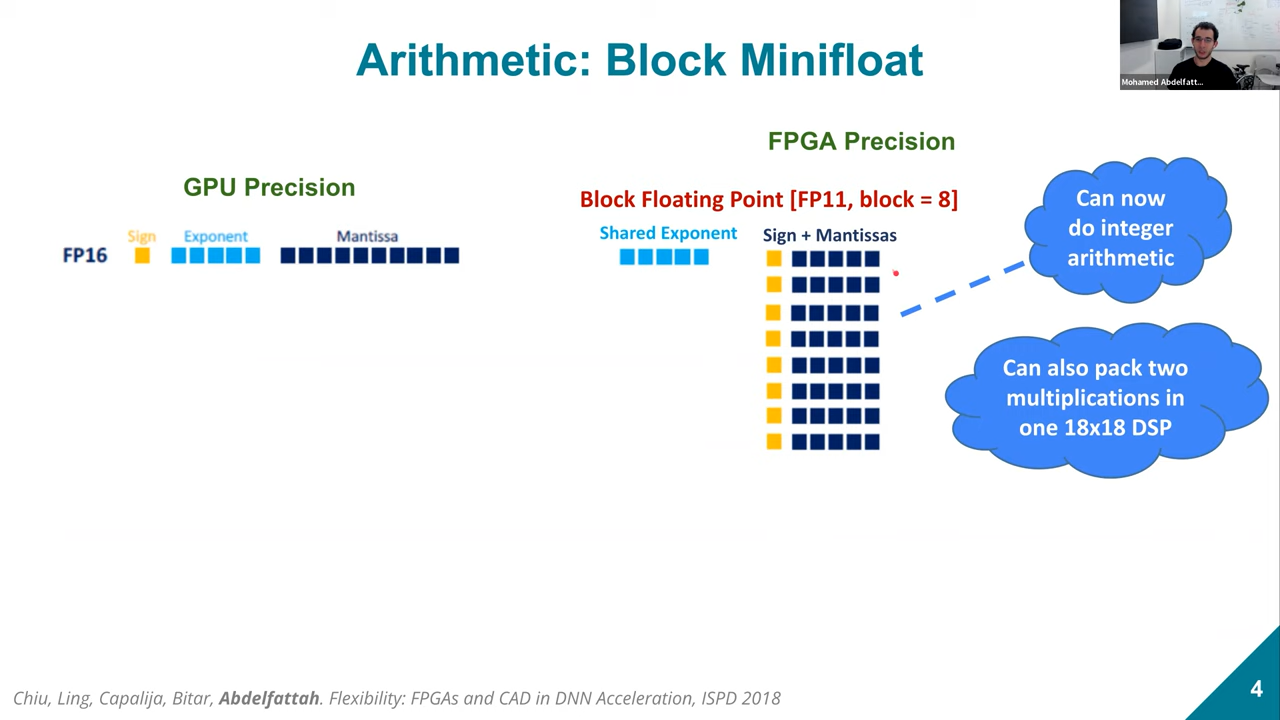 Arithmetic: Block Minifloat
Mohamed Abdelfatt...
GPU Precision
FP16
Sign
Exponent
Mantissa
FPGA Precision
Block Floating Point [FP11, block = 8]
Shared Exponent
Sign + Mantissas
Can now
do integer
arithmetic
Can also pack two
multiplications in
one 18x18 DSP
Chiu, Ling, Capalija, Bitar, Abdelfattah. Flexibility: FPGAs and CAD in DNN Acceleration, ISPD 2018
4